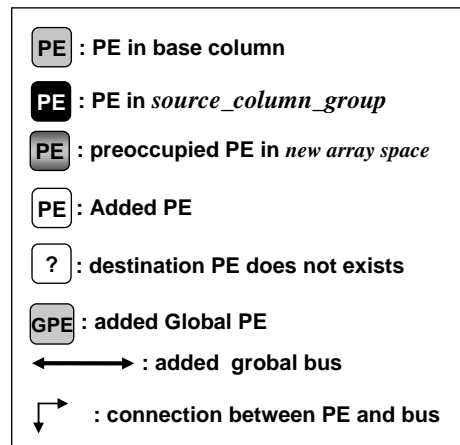 PE : PE in base column
PE : PE in source_column_group
PE : preoccupied PE in new array space
PE : Added PE
? : destination PE does not exists
GPE : added Global PE
: added grobal bus
: connection between PE and bus